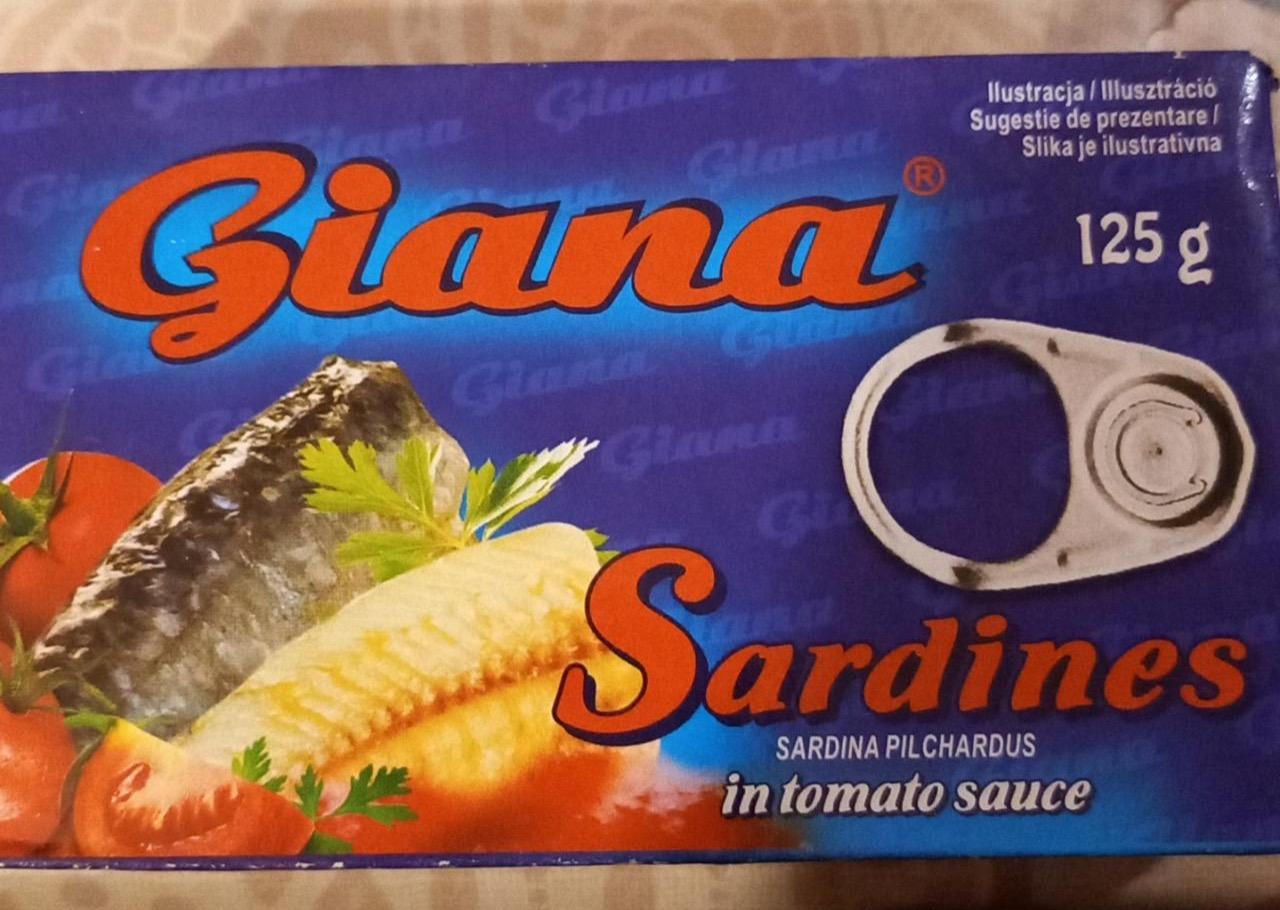 Giana®
Ilustracja / Illusztráció
Sugestie de prezentare /
Slika je ilustrativna
125 g
Sardines
SARDINA PILCHARDUS
in tomato sauce